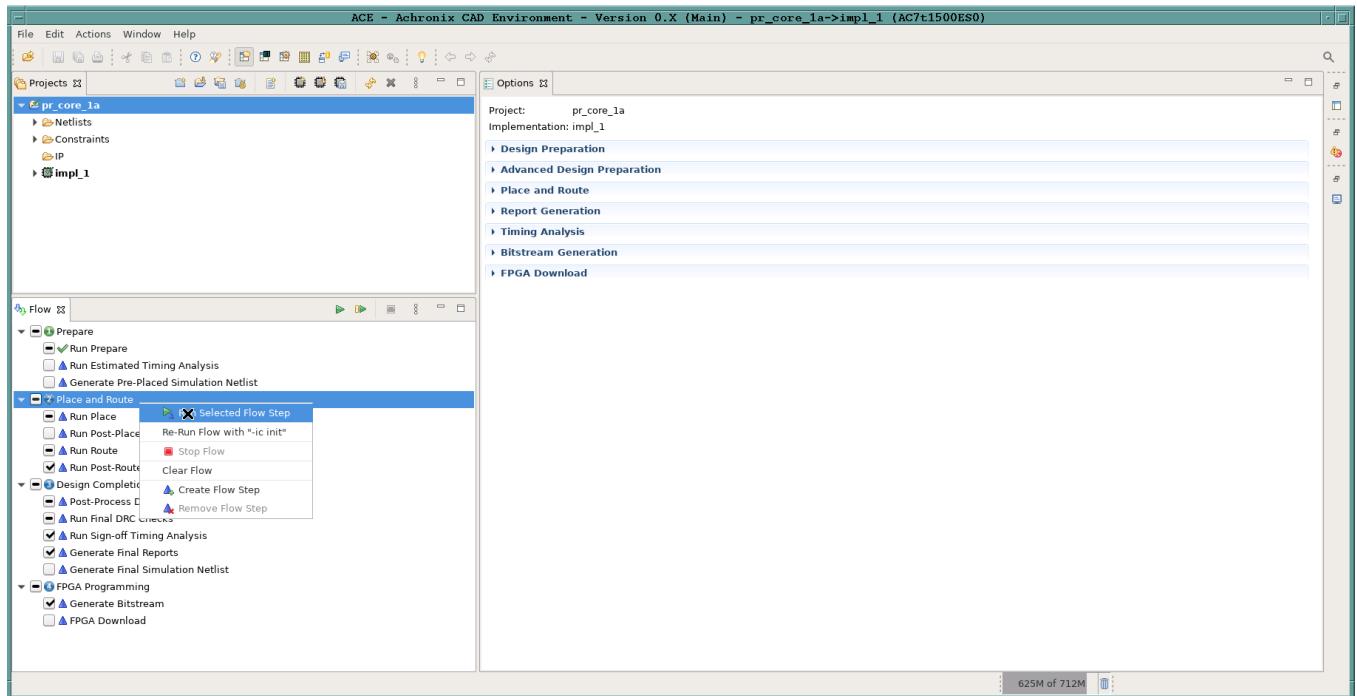 ACE - Achronix CAD Environment - Version 0.X (Main) - pr_core_1a->impl_1 (AC7t1500ES0)
File Edit Actions Window Help
Projects
pr_core_1a
Netlists
Constraints
IP
impl_1
Options
Project: pr_core_1a
Implementation: impl_1
Design Preparation
Advanced Design Preparation
Place and Route
Report Generation
Timing Analysis
Bitstream Generation
FPGA Download
Flow
1 Prepare
Run Prepare
Run Estimated Timing Analysis
Generate Pre-Placed Simulation Netlist
2 Place and Route
Run Place
Run Post-Place
Run Route
Run Post-Route
3 Design Completi
Post-Process D
Run Final DRC Checks
Run Sign-off Timing Analysis
Generate Final Reports
Generate Final Simulation Netlist
4 FPGA Programming
Generate Bitstream
FPGA Download
Selected Flow Step
Re-Run Flow with "-ic init"
Stop Flow
Clear Flow
Create Flow Step
Remove Flow Step
625M of 712M